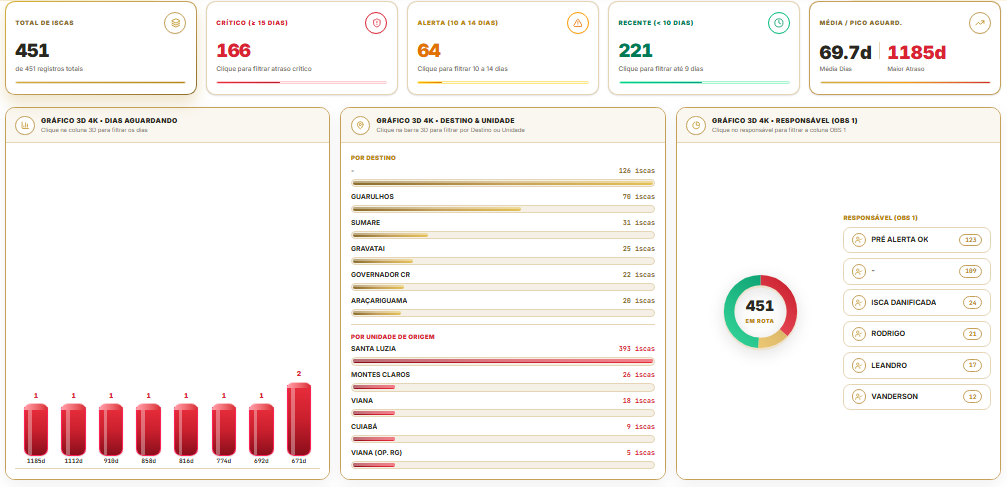 TOTAL DE ISCAS
451
de 451 registros totais
CRÍTICO (≥ 15 DIAS)
166
Clique para filtrar atraso crítico
ALERTA (10 A 14 DIAS)
64
Clique para filtrar 10 a 14 dias
RECENTE (< 10 DIAS)
221
Clique para filtrar até 9 dias
MÉDIA / PICO AGUARD.
69.7d 1185d
Média Dias Maior Atraso
GRÁFICO 3D 4K • DIAS AGUARDANDO
Clique na coluna 3D para filtrar os dias
1 1 1 1 1 1 1 2
1185d 1112d 910d 858d 816d 774d 692d 671d
GRÁFICO 3D 4K • DESTINO & UNIDADE
Clique na barra 3D para filtrar por Destino ou Unidade
POR DESTINO
- 126 iscas
GUARULHOS 70 iscas
SUMARE 31 iscas
GRAVATAI 25 iscas
GOVERNADOR CR 22 iscas
ARAÇARIGUAMA 20 iscas
POR UNIDADE DE ORIGEM
SANTA LUZIA 393 iscas
MONTES CLAROS 26 iscas
VIANA 18 iscas
CUIABÁ 9 iscas
VIANA (OP. RG) 5 iscas
GRÁFICO 3D 4K • RESPONSÁVEL (OBS 1)
Clique no responsável para filtrar a coluna OBS 1
451
EM ROTA
RESPONSÁVEL (OBS 1)
PRÉ ALERTA OK 123
- 109
ISCA DANIFICADA 24
RODRIGO 21
LEANDRO 17
VANDERSON 12